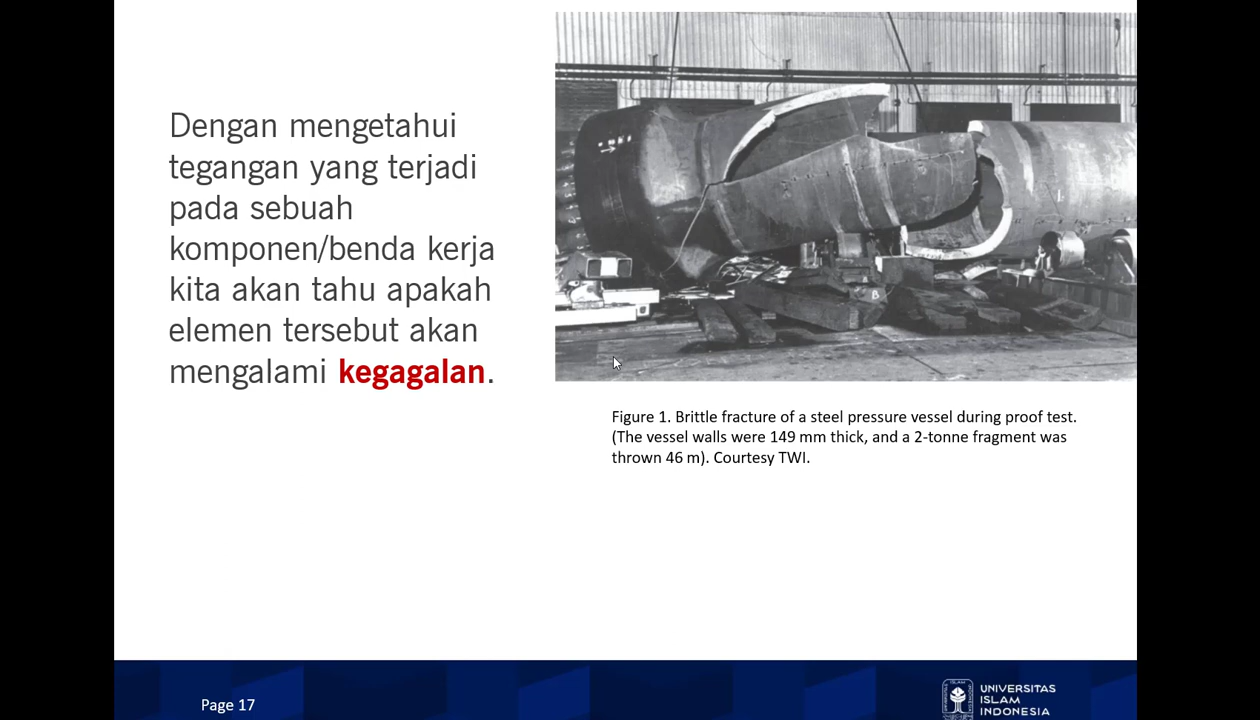 Dengan mengetahui
tegangan yang terjadi
pada sebuah
komponen/benda kerja
kita akan tahu apakah
elemen tersebut akan
mengalami kegagalan.
Figure 1. Brittle fracture of a steel pressure vessel during proof test.
(The vessel walls were 149 mm thick, and a 2-tonne fragment was
thrown 46 m). Courtesy TWI.
Page 17
UNIVERSITAS
ISLAM
INDONESIA